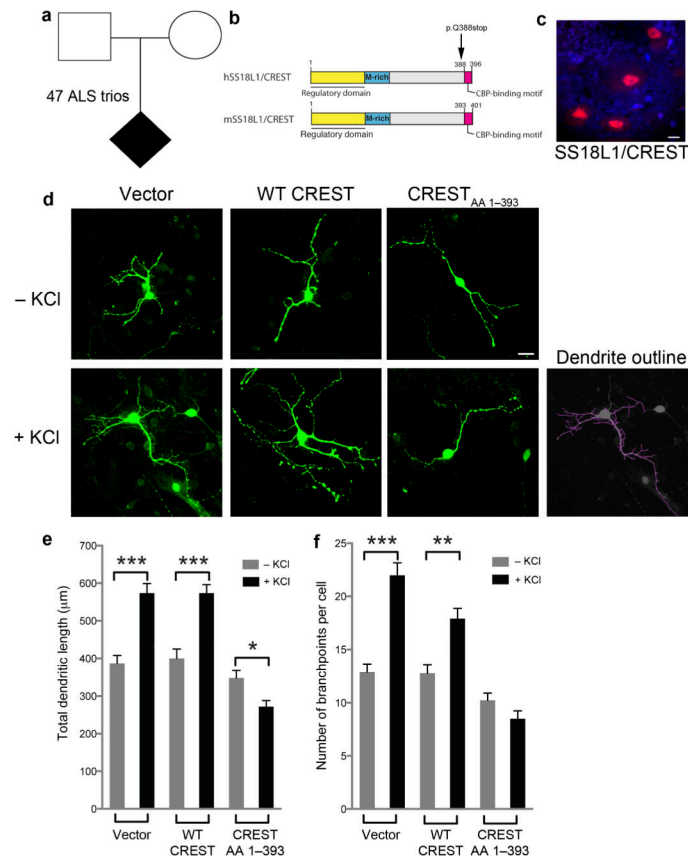 a
47 ALS trios
b
p.Q388stop
1
388
396
hSS18L1/CREST
M-rich
Regulatory domain
CBP-binding motif
1
393
401
mSS18L1/CREST
M-rich
Regulatory domain
CBP-binding motif
c
SS18L1/CREST
d
Vector
WT CREST
CREST AA 1–393
– KCl
+ KCl
Dendrite outline
e
Total dendritic length (μm)
700
600
500
400
300
200
100
0
***
***
*
– KCl
+ KCl
Vector
WT
CREST
CREST
AA 1–393
f
Number of branchpoints per cell
25
20
15
10
5
0
***
**
– KCl
+ KCl
Vector
WT
CREST
CREST
AA 1–393